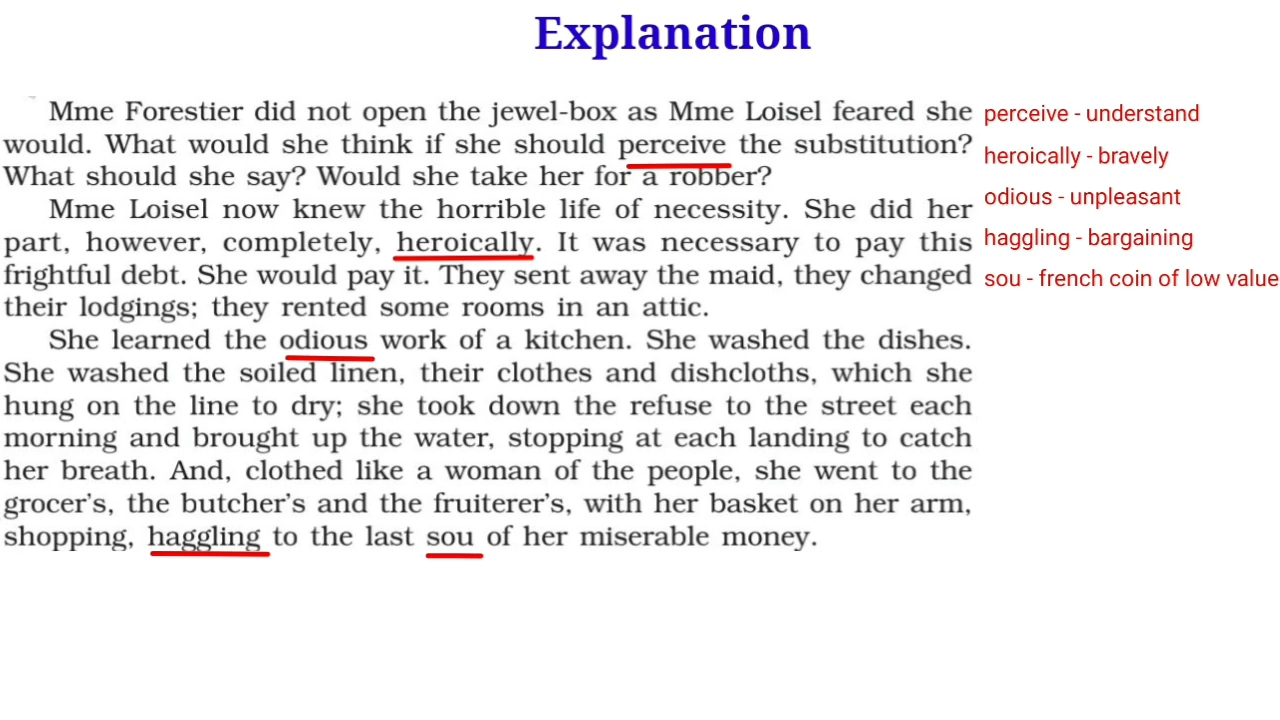 Explanation
Mme Forestier did not open the jewel-box as Mme Loisel feared she
would. What would she think if she should perceive the substitution?
What should she say? Would she take her for a robber?
Mme Loisel now knew the horrible life of necessity. She did her
part, however, completely, heroically. It was necessary to pay this
frightful debt. She would pay it. They sent away the maid, they changed
their lodgings; they rented some rooms in an attic.
She learned the odious work of a kitchen. She washed the dishes.
She washed the soiled linen, their clothes and dishcloths, which she
hung on the line to dry; she took down the refuse to the street each
morning and brought up the water, stopping at each landing to catch
her breath. And, clothed like a woman of the people, she went to the
grocer's, the butcher's and the fruiterer's, with her basket on her arm,
shopping, haggling to the last sou of her miserable money.
perceive - understand
heroically - bravely
odious - unpleasant
haggling - bargaining
sou - french coin of low value